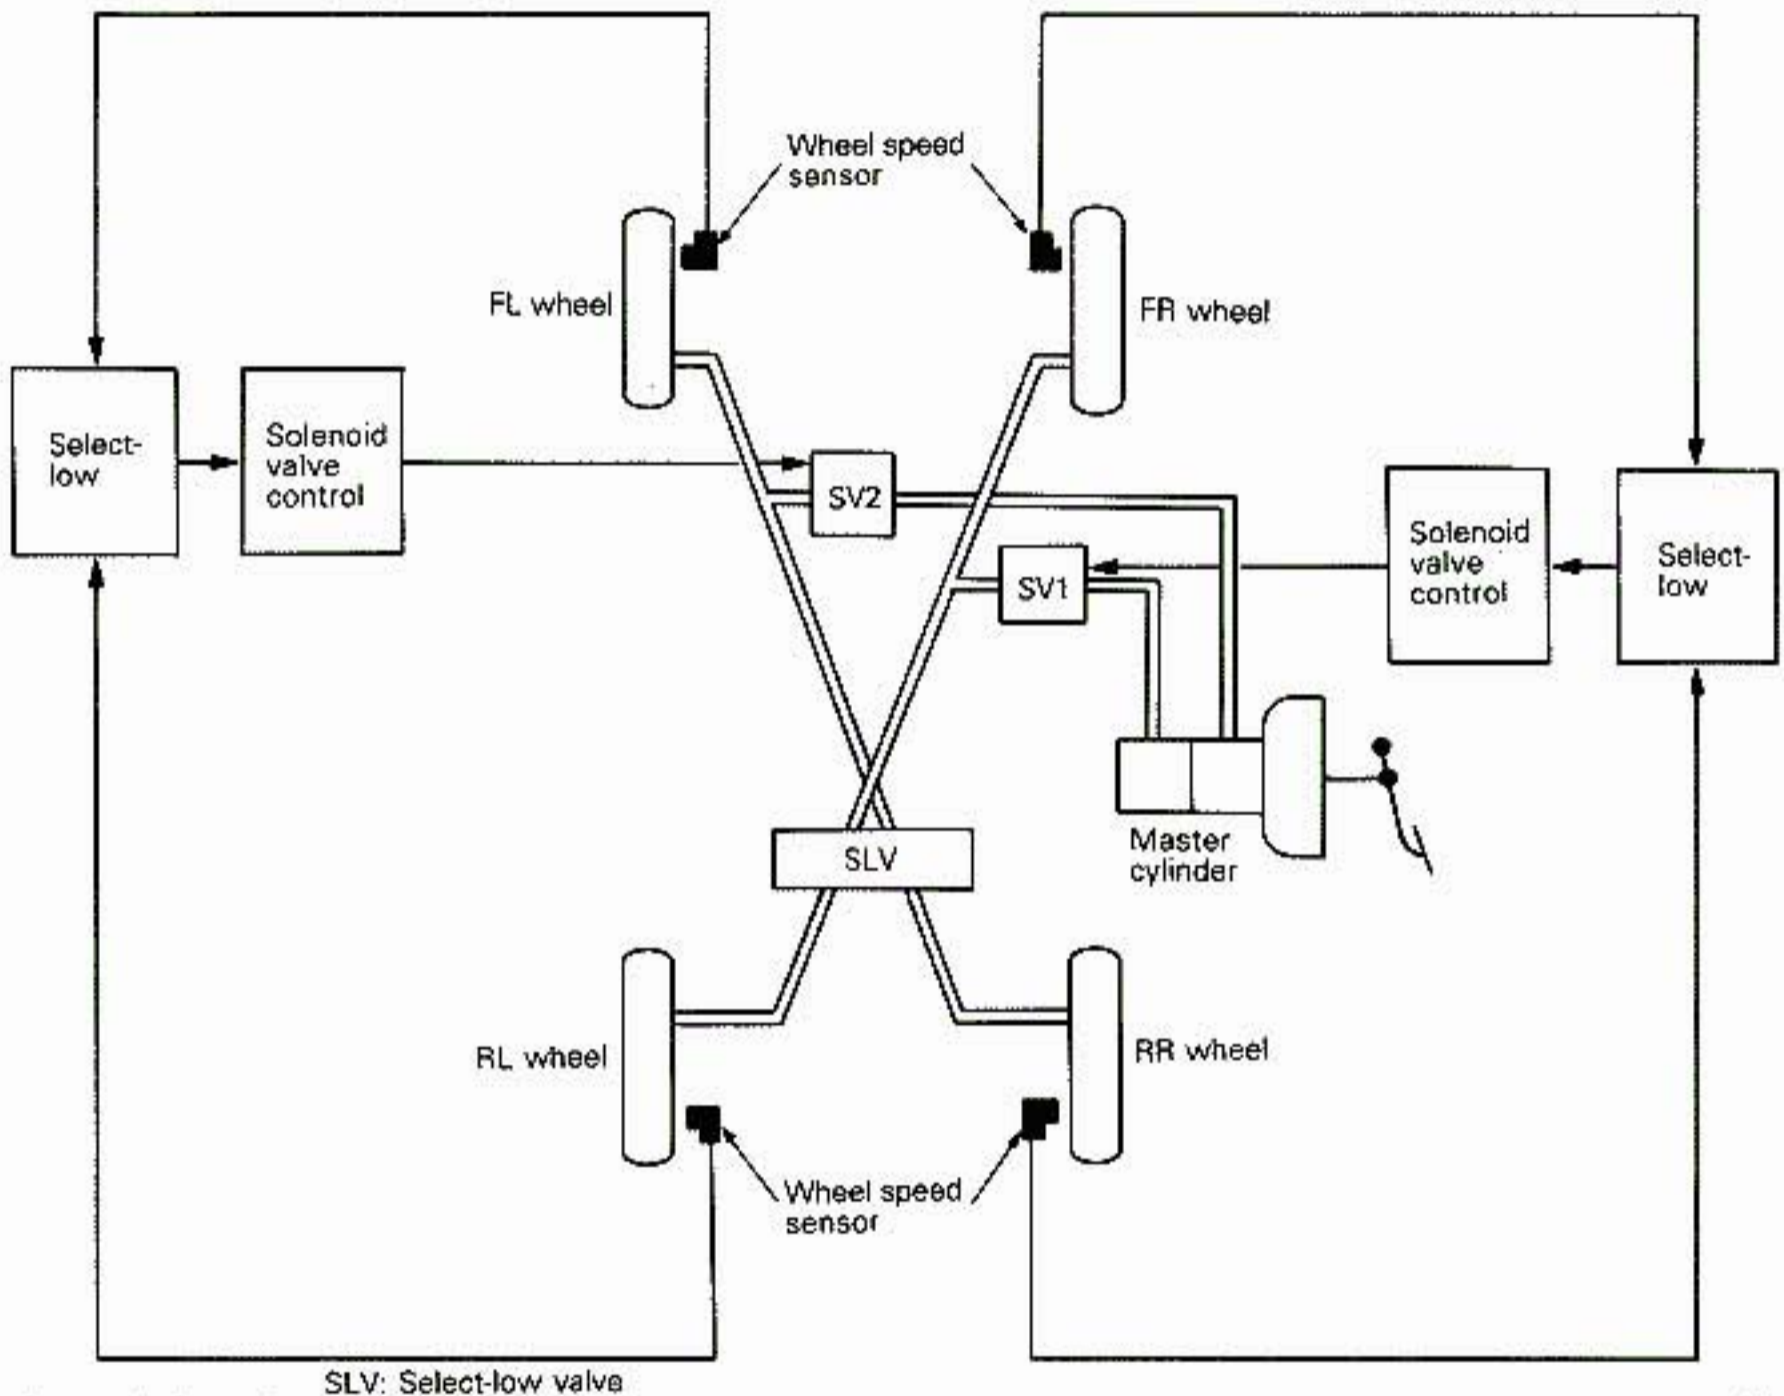 Wheel speed
sensor
FL wheel
FR wheel
Select-
low
Solenoid
valve
control
SV2
SV1
Solenoid
valve
control
Select-
low
Master
cylinder
SLV
RL wheel
RR wheel
Wheel speed
sensor
SLV: Select-low valve